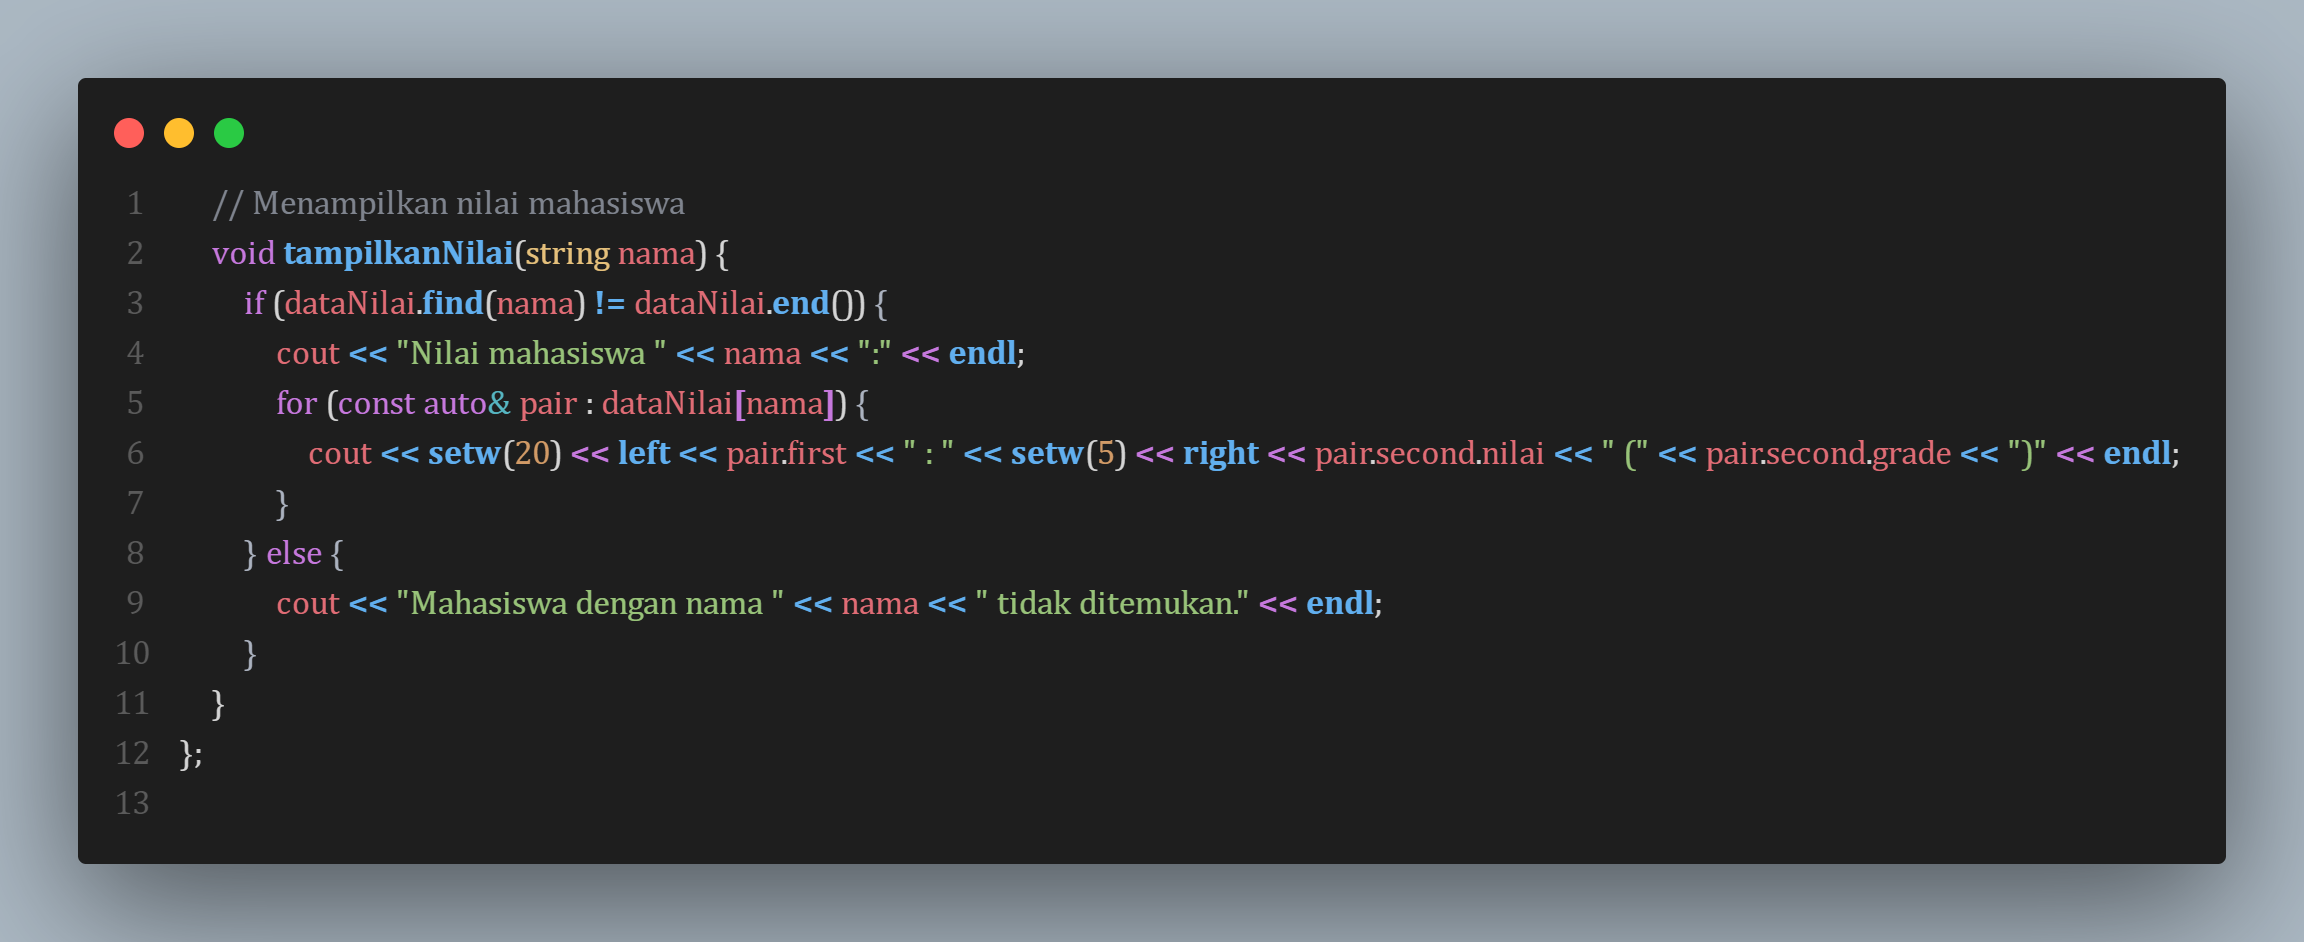 1 // Menampilkan nilai mahasiswa
2 void tampilkanNilai(string nama) {
3 if (dataNilai.find(nama) != dataNilai.end()) {
4 cout << "Nilai mahasiswa " << nama << ":" << endl;
5 for (const auto& pair : dataNilai[nama]) {
6 cout << setw(20) << left << pair.first << " : " << setw(5) << right << pair.second.nilai << " (" << pair.second.grade << ")" << endl;
7 }
8 } else {
9 cout << "Mahasiswa dengan nama " << nama << " tidak ditemukan." << endl;
10 }
11 }
12 };
13